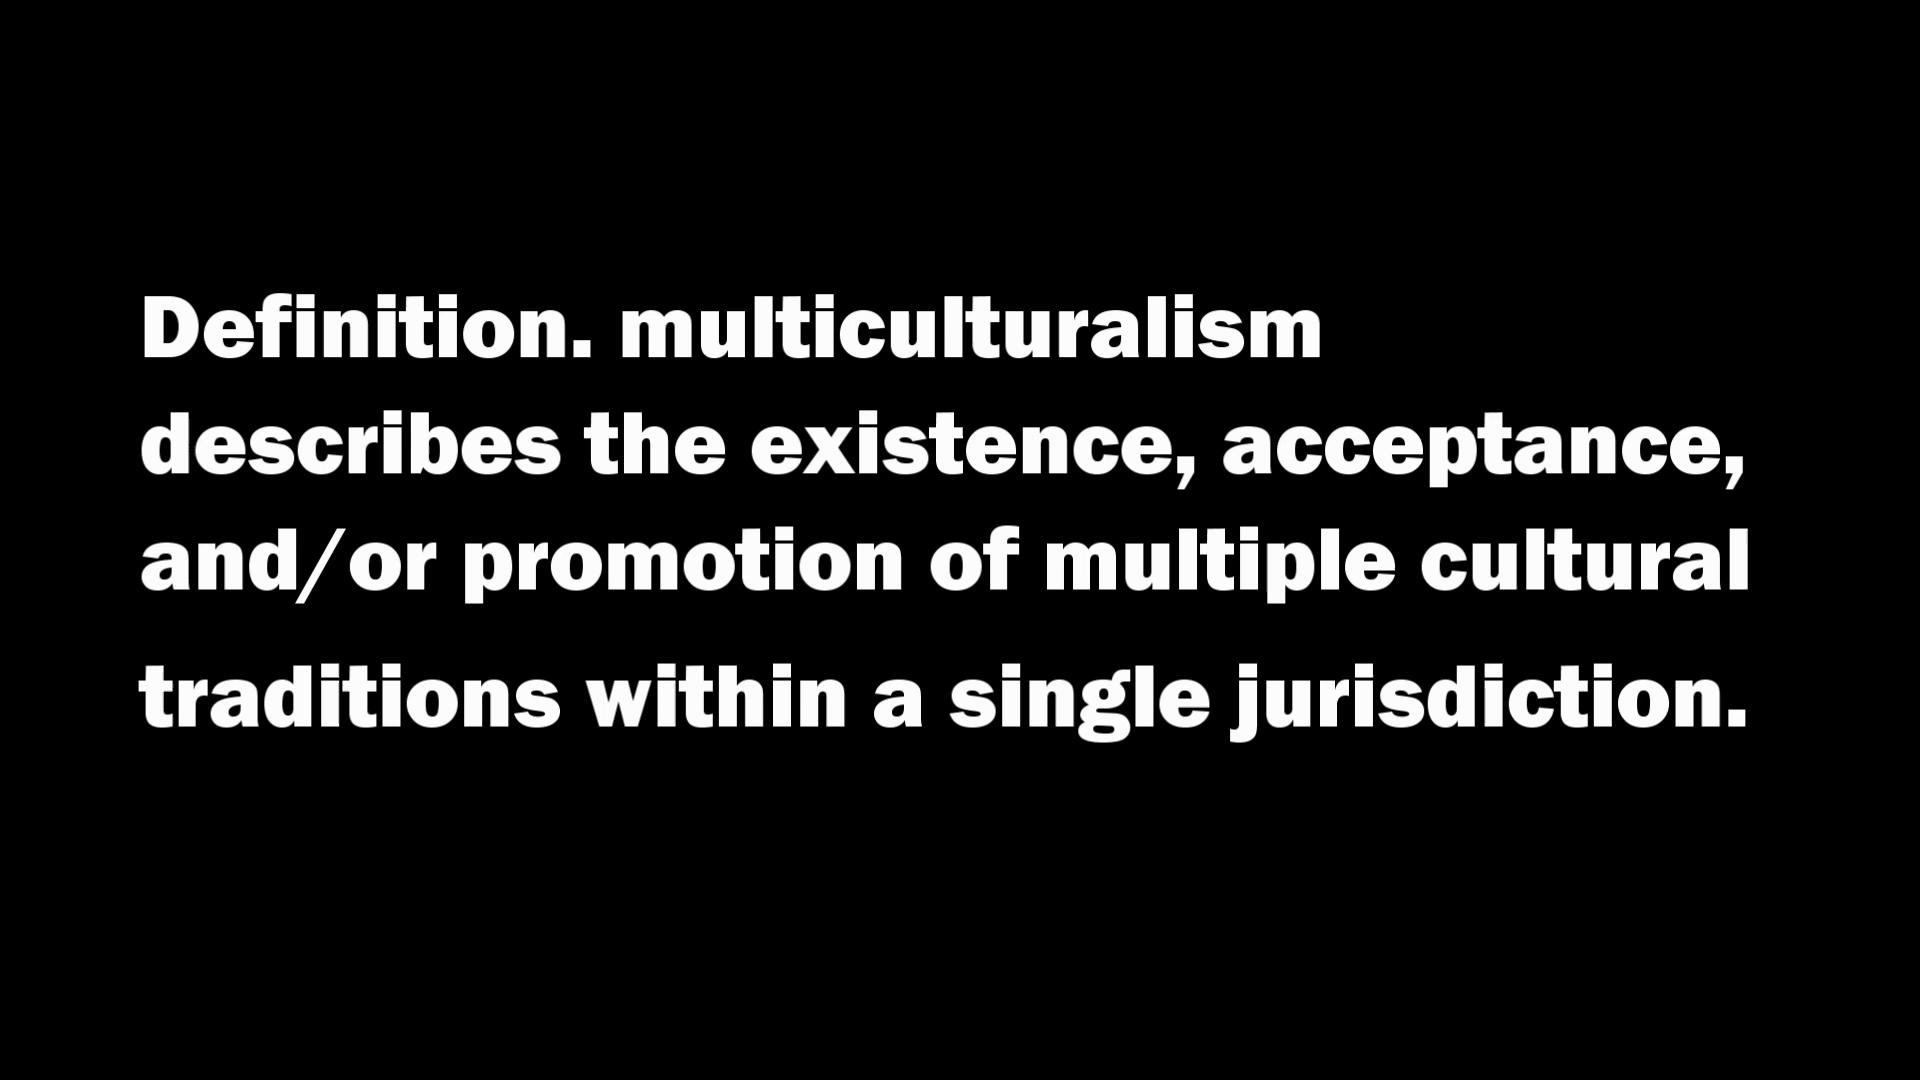 Definition. multiculturalism
describes the existence, acceptance,
and/or promotion of multiple cultural
traditions within a single jurisdiction.